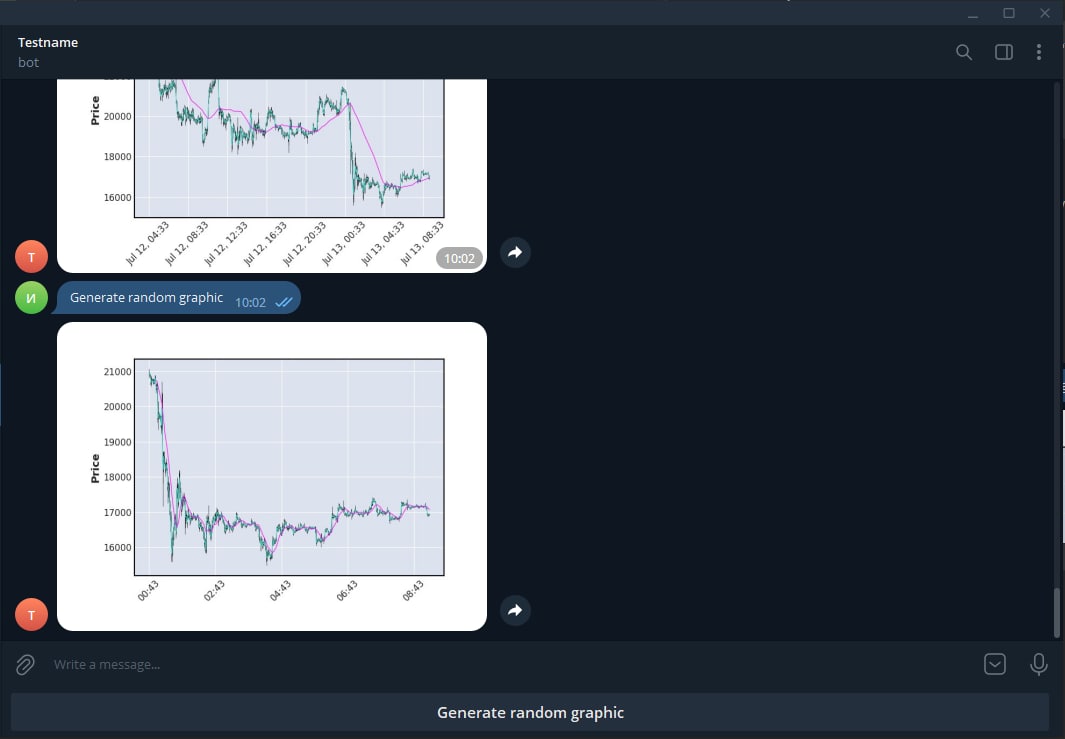 Testname
bot
Price
20000
18000
16000
Jul 12, 04:33
Jul 12, 08:33
Jul 12, 12:33
Jul 12, 16:33
Jul 12, 20:33
Jul 13, 00:33
Jul 13, 04:33
Jul 13, 08:33
10:02
T
И
Generate random graphic 10:02
21000
20000
19000
Price
18000
17000
16000
00:43
02:43
04:43
06:43
08:43
T
Write a message...
Generate random graphic